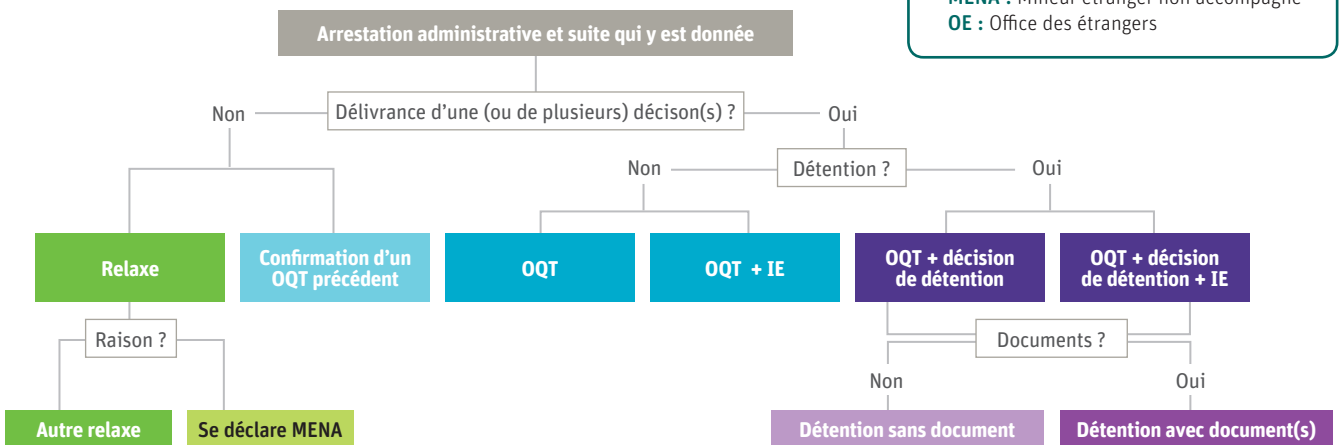 MENA : Mineur étranger non accompagné
OE : Office des étrangers
Arrestation administrative et suite qui y est donnée
Non
Délivrance d'une (ou de plusieurs) décison(s) ?
Oui
Non
Détention ?
Oui
Relaxe
Confirmation d'un
OQT précédent
OQT
OQT + IE
OQT + décision
de détention
OQT + décision
de détention + IE
Raison ?
Documents ?
Non
Oui
Autre relaxe
Se déclare MENA
Détention sans document
Détention avec document(s)